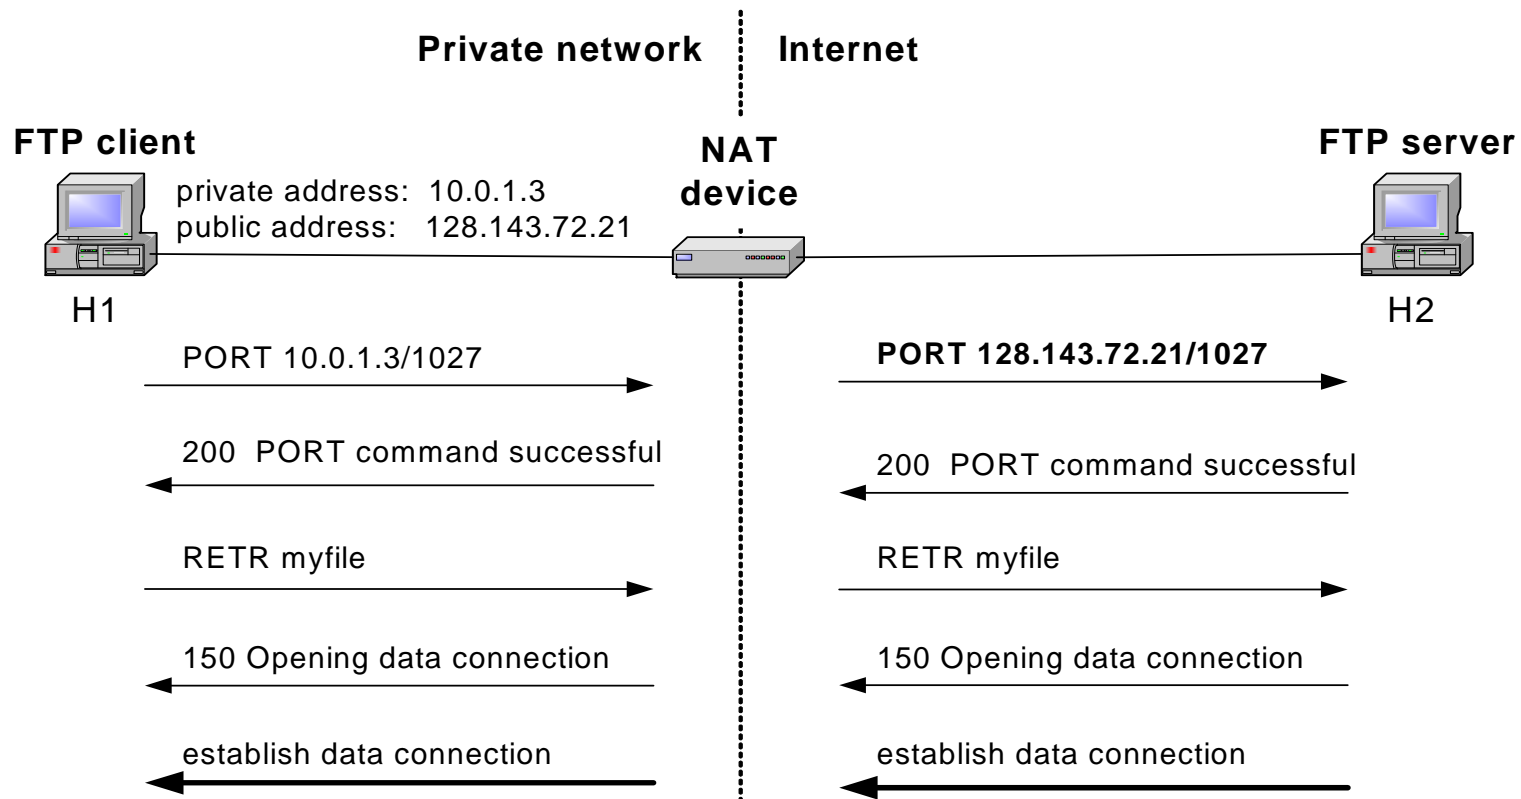 Private network
Internet
FTP client
NAT
device
FTP server
private address: 10.0.1.3
public address: 128.143.72.21
H1
H2
PORT 10.0.1.3/1027
PORT 128.143.72.21/1027
200 PORT command successful
200 PORT command successful
RETR myfile
RETR myfile
150 Opening data connection
150 Opening data connection
establish data connection
establish data connection